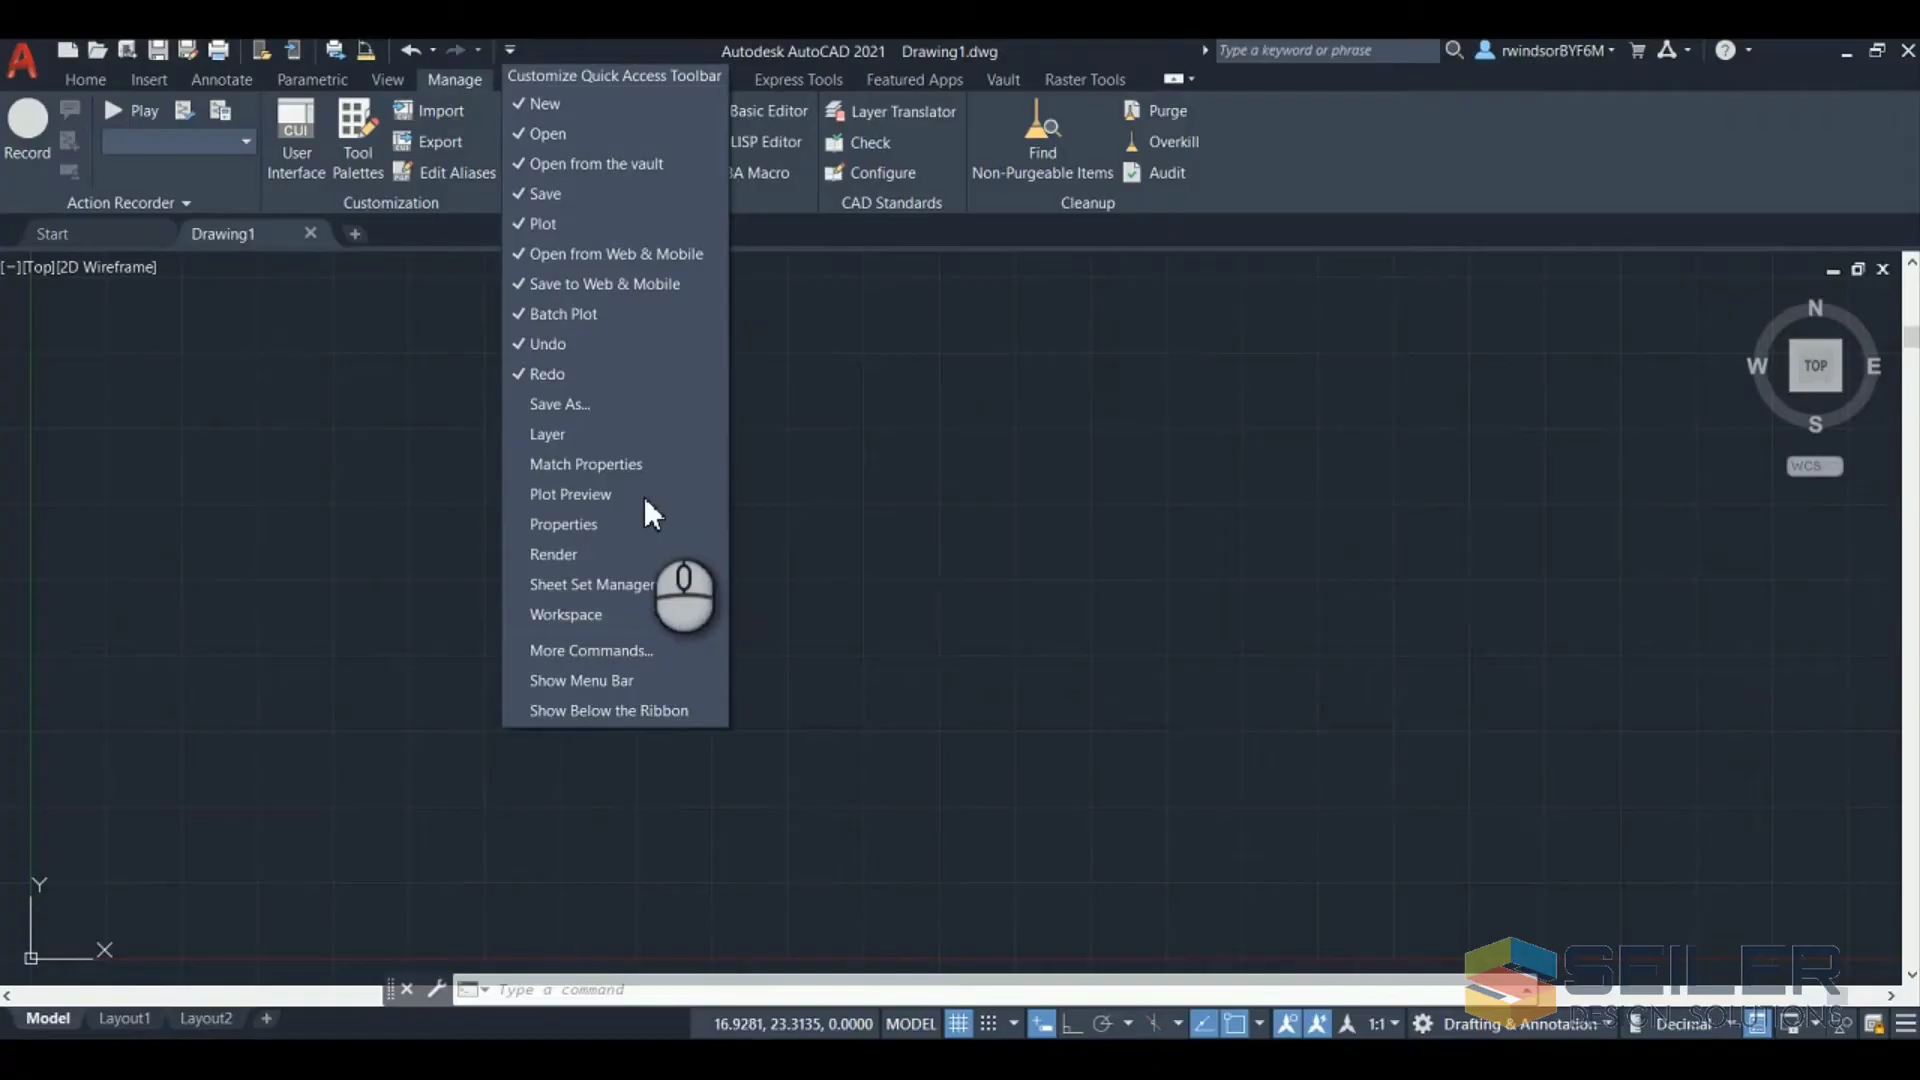 Autodesk AutoCAD 2021 Drawing1.dwg
Type a keyword or phrase
rwindsorBYF6M
Home Insert Annotate Parametric View Manage Express Tools Featured Apps Vault Raster Tools
Customize Quick Access Toolbar
New
Open
Open from the vault
Save
Plot
Open from Web & Mobile
Save to Web & Mobile
Batch Plot
Undo
Redo
Save As...
Layer
Match Properties
Plot Preview
Properties
Render
Sheet Set Manager
Workspace
More Commands...
Show Menu Bar
Show Below the Ribbon
Record
Play
Action Recorder
CUI
User
Interface
Tool
Palettes
Import
Export
Edit Aliases
Customization
Basic Editor
LISP Editor
BA Macro
Layer Translator
Check
Configure
CAD Standards
Find
Non-Purgeable Items
Purge
Overkill
Audit
Cleanup
Start
Drawing1
[−][Top][2D Wireframe]
N
W TOP E
S
WCS
Y
X
Type a command
SEILER
DESIGN SOLUTIONS
Model Layout1 Layout2
16.9281, 23.3135, 0.0000 MODEL 1:1 Drafting & Annotation Decimal